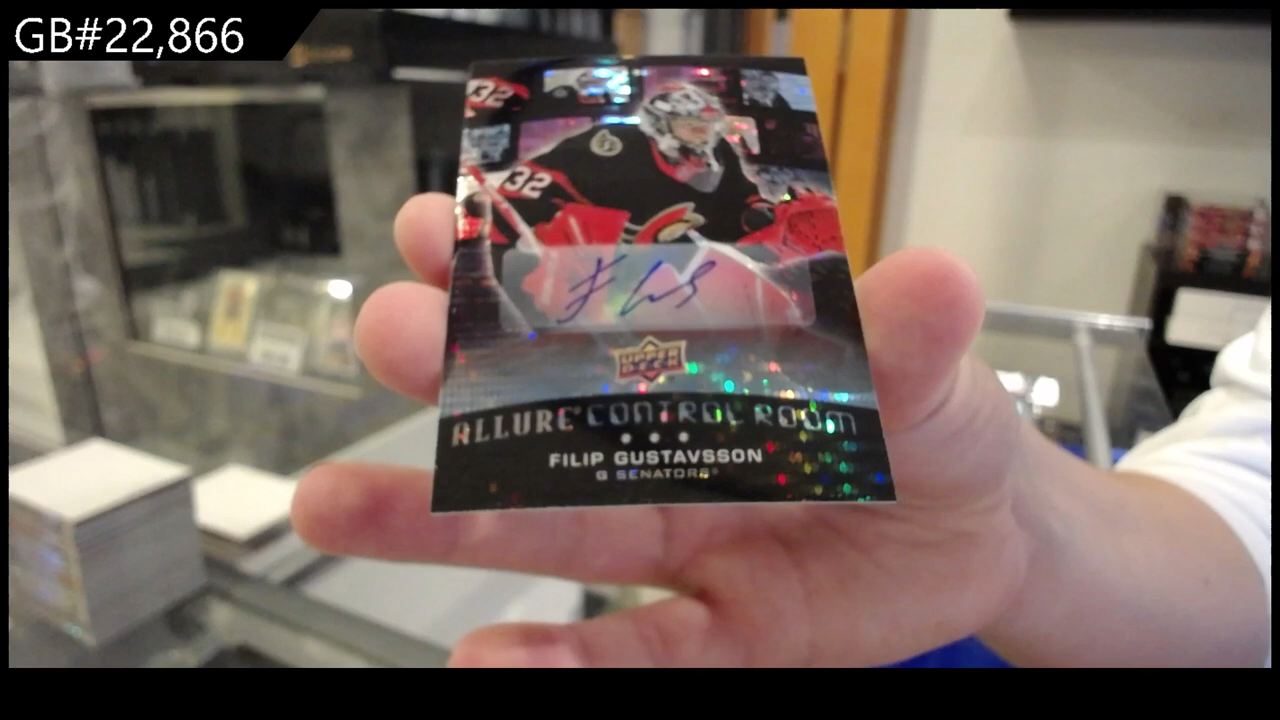 GB#22,866
32
32
UPPER DECK
ALLURE CONTROL ROOM
FILIP GUSTAVSSON
G SENATORS